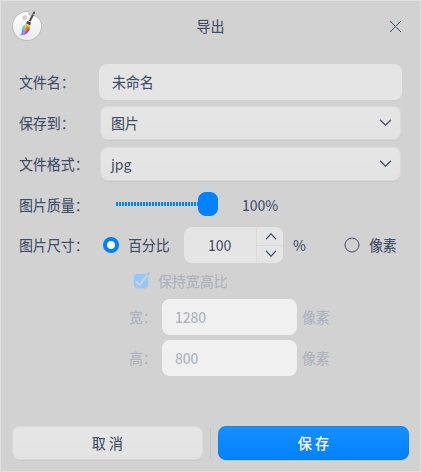 导出
文件名： 未命名
保存到： 图片
文件格式： jpg
图片质量： 100%
图片尺寸： 百分比 100 % 像素
保持宽高比
宽： 1280 像素
高： 800 像素
取消 保存